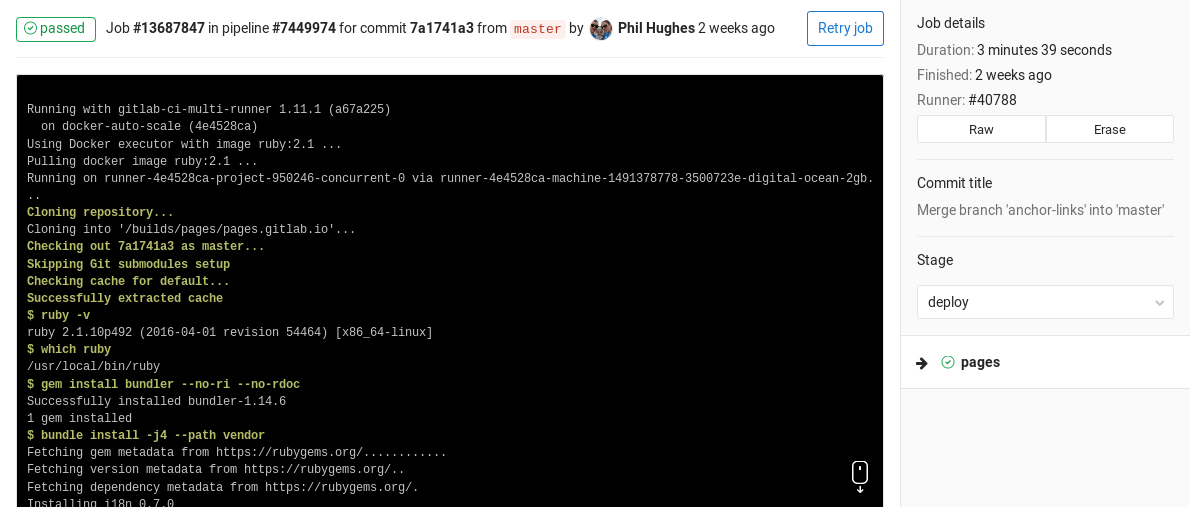 passed Job #13687847 in pipeline #7449974 for commit 7a1741a3 from master by Phil Hughes 2 weeks ago Retry job
Running with gitlab-ci-multi-runner 1.11.1 (a67a225)
on docker-auto-scale (4e4528ca)
Using Docker executor with image ruby:2.1 ...
Pulling docker image ruby:2.1 ...
Running on runner-4e4528ca-project-950246-concurrent-0 via runner-4e4528ca-machine-1491378778-3500723e-digital-ocean-2gb.
..
Cloning repository...
Cloning into '/builds/pages/pages.gitlab.io'...
Checking out 7a1741a3 as master...
Skipping Git submodules setup
Checking cache for default...
Successfully extracted cache
$ ruby -v
ruby 2.1.10p492 (2016-04-01 revision 54464) [x86_64-linux]
$ which ruby
/usr/local/bin/ruby
$ gem install bundler --no-ri --no-rdoc
Successfully installed bundler-1.14.6
1 gem installed
$ bundle install -j4 --path vendor
Fetching gem metadata from https://rubygems.org/............
Fetching version metadata from https://rubygems.org/..
Fetching dependency metadata from https://rubygems.org/.
Installing i18n 0.7.0
Job details
Duration: 3 minutes 39 seconds
Finished: 2 weeks ago
Runner: #40788
Raw Erase
Commit title
Merge branch 'anchor-links' into 'master'
Stage
deploy
pages